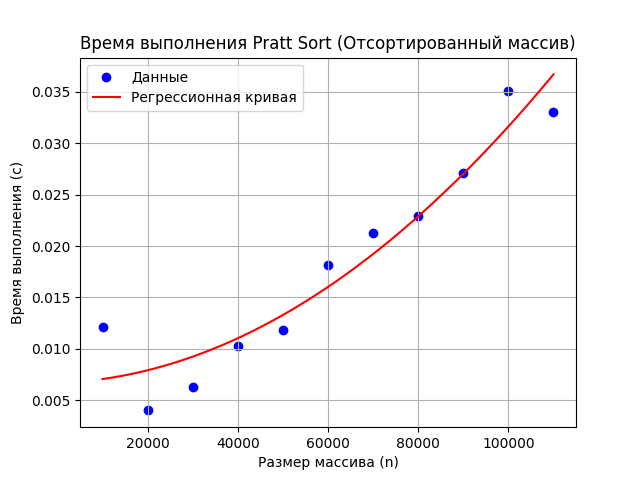 Время выполнения Pratt Sort (Отсортированный массив)
Данные
Регрессионная кривая
0.035
0.030
0.025
0.020
0.015
0.010
0.005
Время выполнения (с)
20000 40000 60000 80000 100000
Размер массива (n)